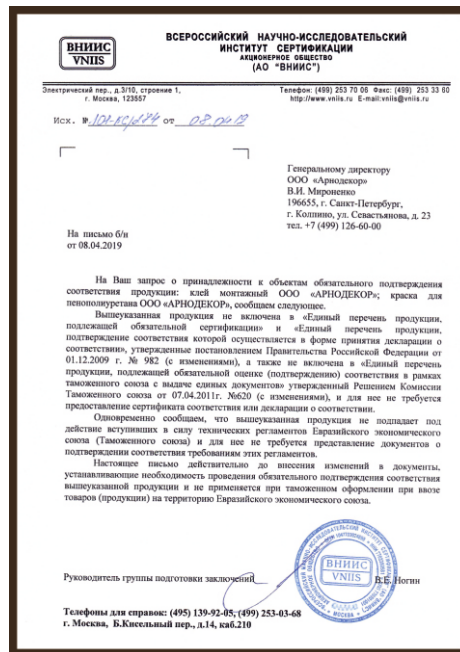 ВНИИС
VNIIS
ВСЕРОССИЙСКИЙ НАУЧНО-ИССЛЕДОВАТЕЛЬСКИЙ
ИНСТИТУТ СЕРТИФИКАЦИИ
АКЦИОНЕРНОЕ ОБЩЕСТВО
(АО "ВНИИС")
Электрический пер., д.3/10, строение 1,
г. Москва, 123557
Телефон: (499) 253 70 06 Факс: (499) 253 33 60
http://www.vniis.ru E-mail:vniis@vniis.ru
Исх. № 101-КС/274 от 08.04.19
Генеральному директору
ООО «Арнодекор»
В.И. Мироненко
196655, г. Санкт-Петербург,
г. Колпино, ул. Севастьянова, д. 23
тел. +7 (499) 126-60-00
На письмо б/н
от 08.04.2019
На Ваш запрос о принадлежности к объектам обязательного подтверждения
соответствия продукции: клей монтажный ООО «АРНОДЕКОР»; краска для
пенополиуретана ООО «АРНОДЕКОР», сообщаем следующее.
Вышеуказанная продукция не включена в «Единый перечень продукции,
подлежащей обязательной сертификации» и «Единый перечень продукции,
подтверждение соответствия которой осуществляется в форме принятия декларации о
соответствии», утвержденные постановлением Правительства Российской Федерации от
01.12.2009 г. № 982 (с изменениями), а также не включена в «Единый перечень
продукции, подлежащей обязательной оценке (подтверждению) соответствия в рамках
таможенного союза с выдаче единых документов» утвержденный Решением Комиссии
Таможенного союза от 07.04.2011г. №620 (с изменениями), и для нее не требуется
предоставление сертификата соответствия или декларации о соответствии.
Одновременно сообщаем, что вышеуказанная продукция не подпадает под
действие вступивших в силу технических регламентов Евразийского экономического
союза (Таможенного союза) и для нее не требуется представление документов о
подтверждении соответствия требованиям этих регламентов.
Настоящее письмо действительно до внесения изменений в документы,
устанавливающие необходимость проведения обязательного подтверждения соответствия
вышеуказанной продукции и не применяется при таможенном оформлении при ввозе
товаров (продукции) на территорию Евразийского экономического союза.
Руководитель группы подготовки заключений
В.Е. Ногин
ВНИИС
VNIIS
Телефоны для справок: (495) 139-92-05, (499) 253-03-68
г. Москва, Б.Кисельный пер., д.14, каб.210